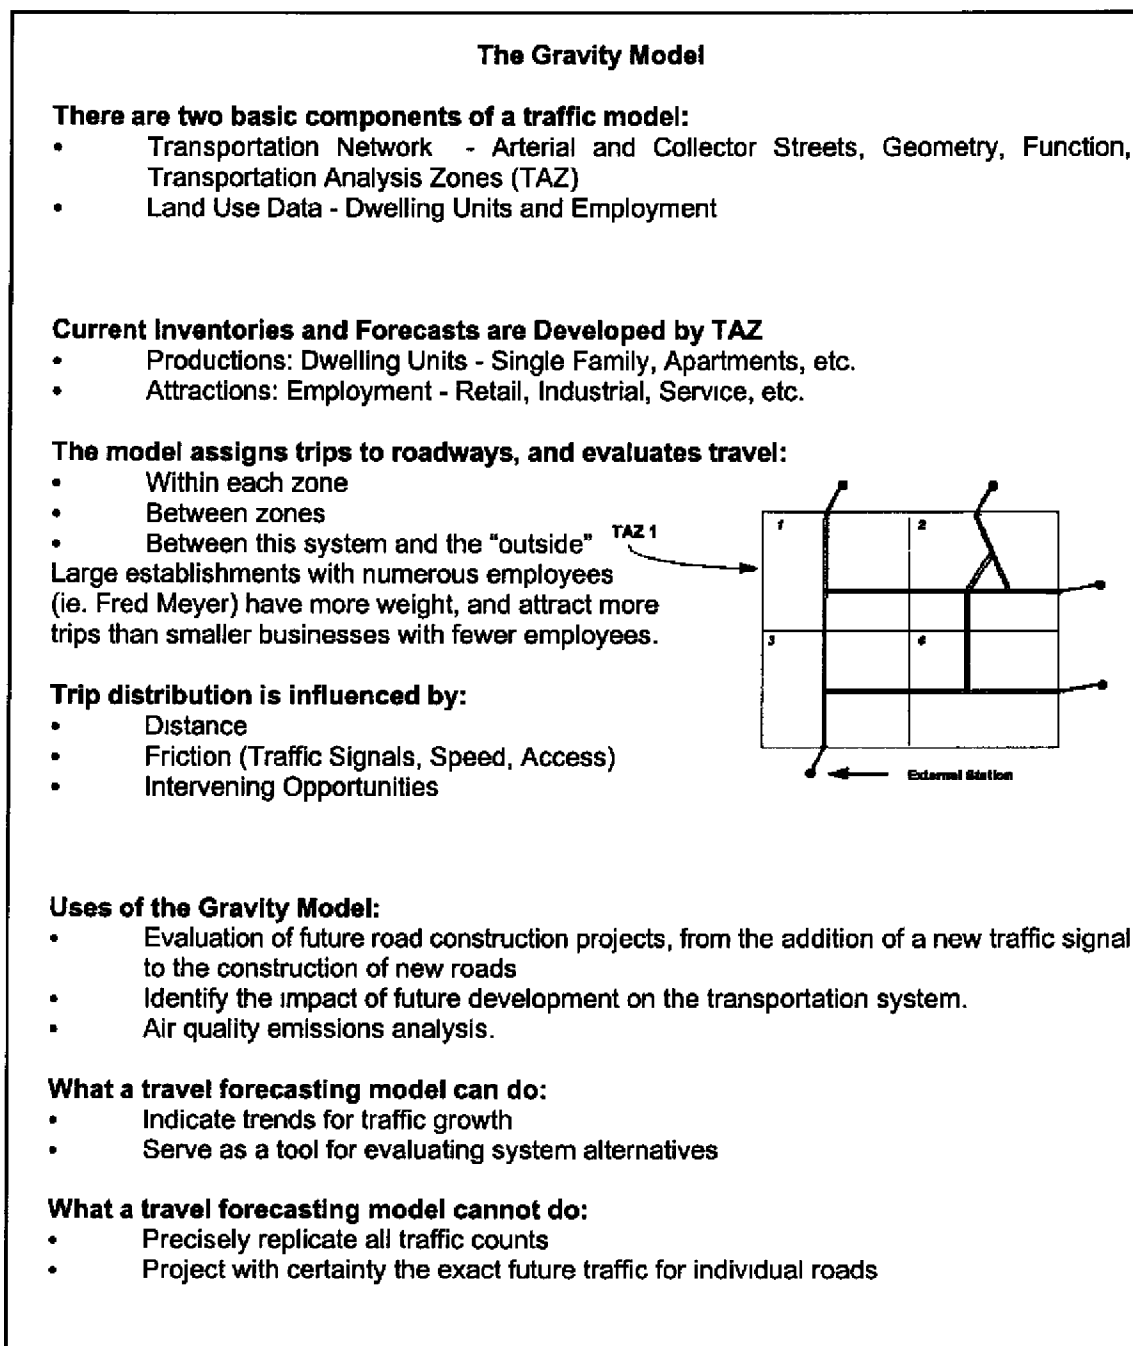 The Gravity Model
There are two basic components of a traffic model:
• Transportation Network - Arterial and Collector Streets, Geometry, Function,
Transportation Analysis Zones (TAZ)
• Land Use Data - Dwelling Units and Employment
Current Inventories and Forecasts are Developed by TAZ
• Productions: Dwelling Units - Single Family, Apartments, etc.
• Attractions: Employment - Retail, Industrial, Service, etc.
The model assigns trips to roadways, and evaluates travel:
• Within each zone
• Between zones
• Between this system and the "outside"
Large establishments with numerous employees
(ie. Fred Meyer) have more weight, and attract more
trips than smaller businesses with fewer employees.
TAZ 1
1
2
3
4
External Station
Trip distribution is influenced by:
• Distance
• Friction (Traffic Signals, Speed, Access)
• Intervening Opportunities
Uses of the Gravity Model:
• Evaluation of future road construction projects, from the addition of a new traffic signal
to the construction of new roads
• Identify the impact of future development on the transportation system.
• Air quality emissions analysis.
What a travel forecasting model can do:
• Indicate trends for traffic growth
• Serve as a tool for evaluating system alternatives
What a travel forecasting model cannot do:
• Precisely replicate all traffic counts
• Project with certainty the exact future traffic for individual roads